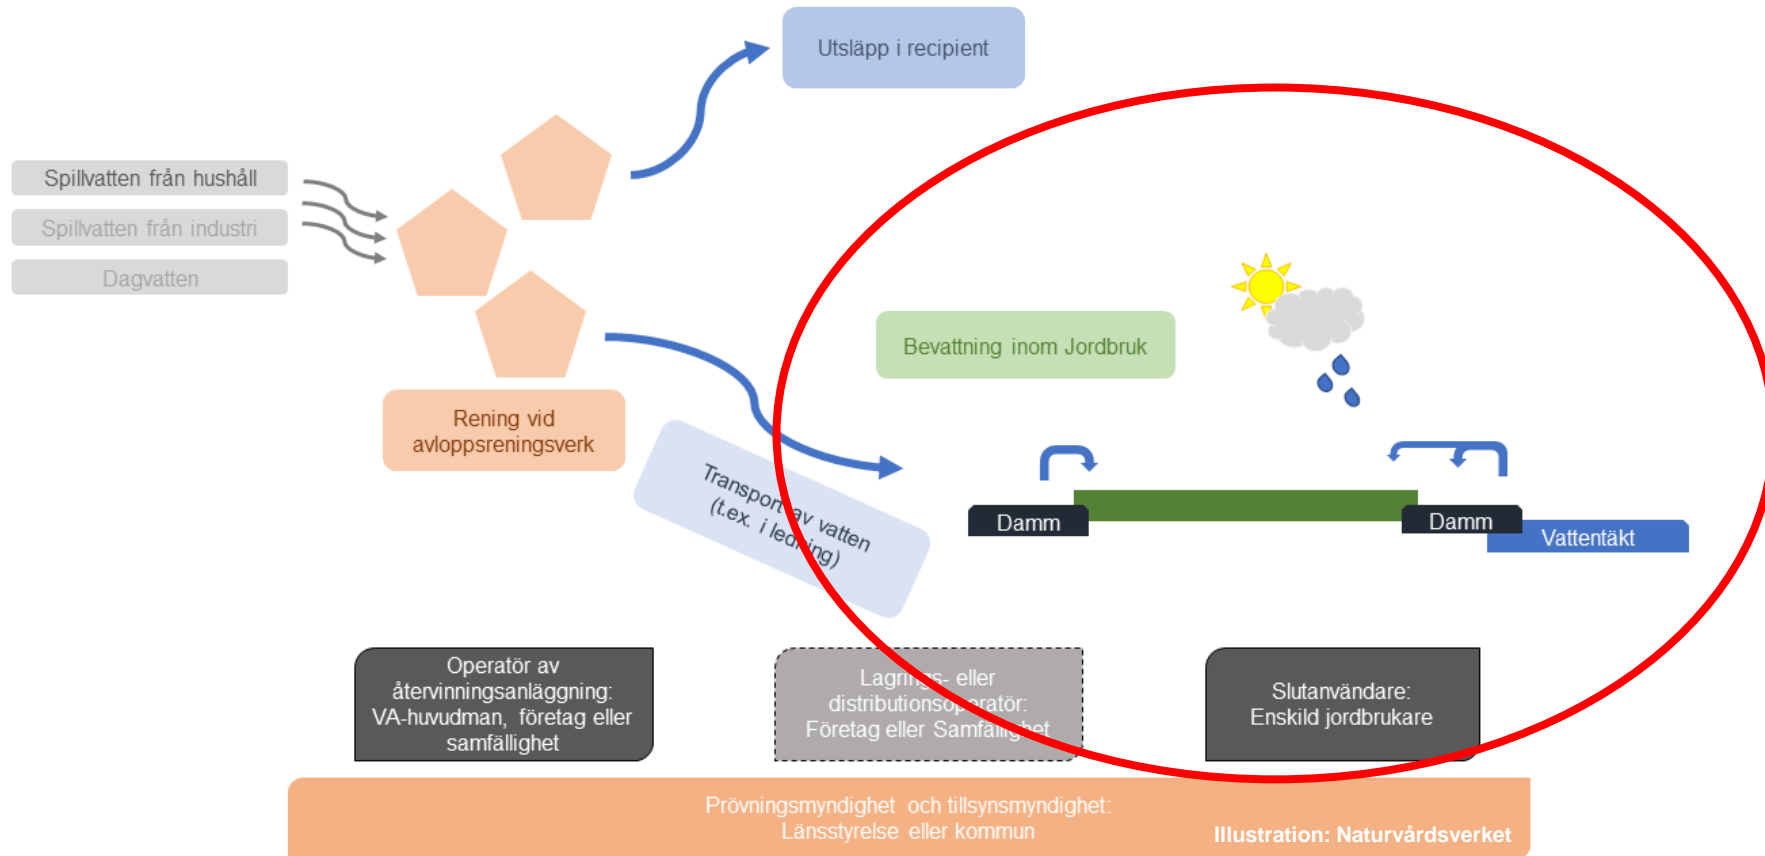 Utsläpp i recipient
Spillvatten från hushåll
Spillvatten från industri
Dagvatten
Bevattning inom Jordbruk
Rening vid
avloppsreningsverk
Transport av vatten
(t.ex. i ledning)
Damm
Damm
Vattentäkt
Operatör av
återvinningsanläggning:
VA-huvudman, företag eller
samfällighet
Lagrings- eller
distributionsoperatör:
Företag eller Samfällighet
Slutanvändare:
Enskild jordbrukare
Prövningsmyndighet och tillsynsmyndighet:
Länsstyrelse eller kommun
Illustration: Naturvårdsverket